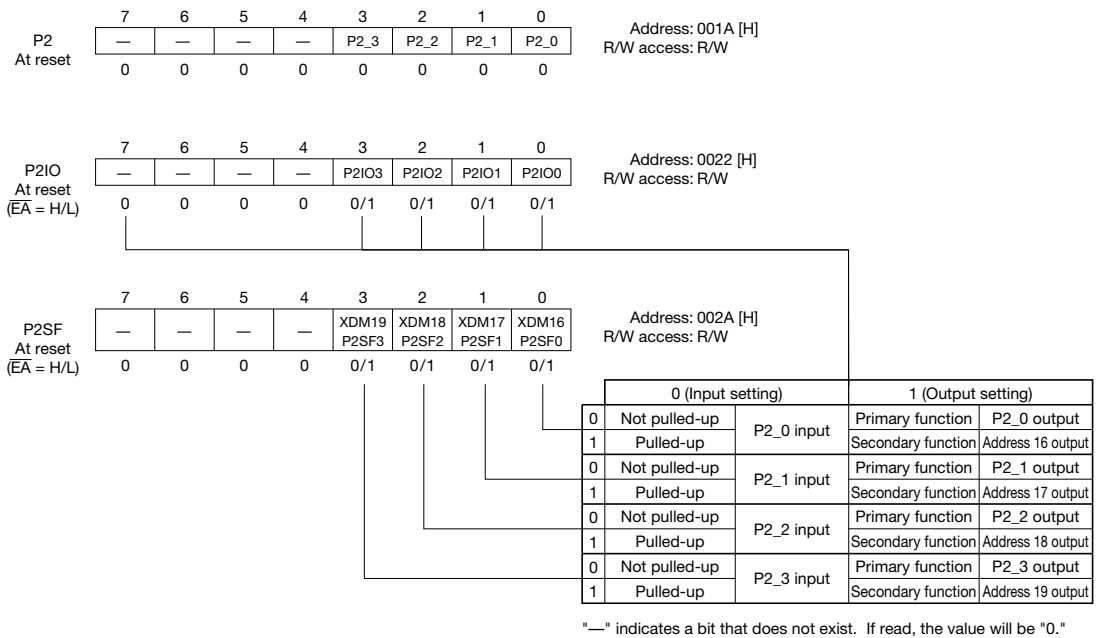 7 6 5 4 3 2 1 0
P2 — — — — P2_3 P2_2 P2_1 P2_0
At reset 0 0 0 0 0 0 0 0
Address: 001A [H]
R/W access: R/W
7 6 5 4 3 2 1 0
P2IO — — — — P2IO3 P2IO2 P2IO1 P2IO0
At reset
(EA = H/L) 0 0 0 0 0/1 0/1 0/1 0/1
Address: 0022 [H]
R/W access: R/W
7 6 5 4 3 2 1 0
P2SF — — — — XDM19 XDM18 XDM17 XDM16
P2SF3 P2SF2 P2SF1 P2SF0
At reset
(EA = H/L) 0 0 0 0 0/1 0/1 0/1 0/1
Address: 002A [H]
R/W access: R/W
0 (Input setting) 1 (Output setting)
0 Not pulled-up P2_0 input Primary function P2_0 output
1 Pulled-up Secondary function Address 16 output
0 Not pulled-up P2_1 input Primary function P2_1 output
1 Pulled-up Secondary function Address 17 output
0 Not pulled-up P2_2 input Primary function P2_2 output
1 Pulled-up Secondary function Address 18 output
0 Not pulled-up P2_3 input Primary function P2_3 output
1 Pulled-up Secondary function Address 19 output
"—" indicates a bit that does not exist. If read, the value will be "0."